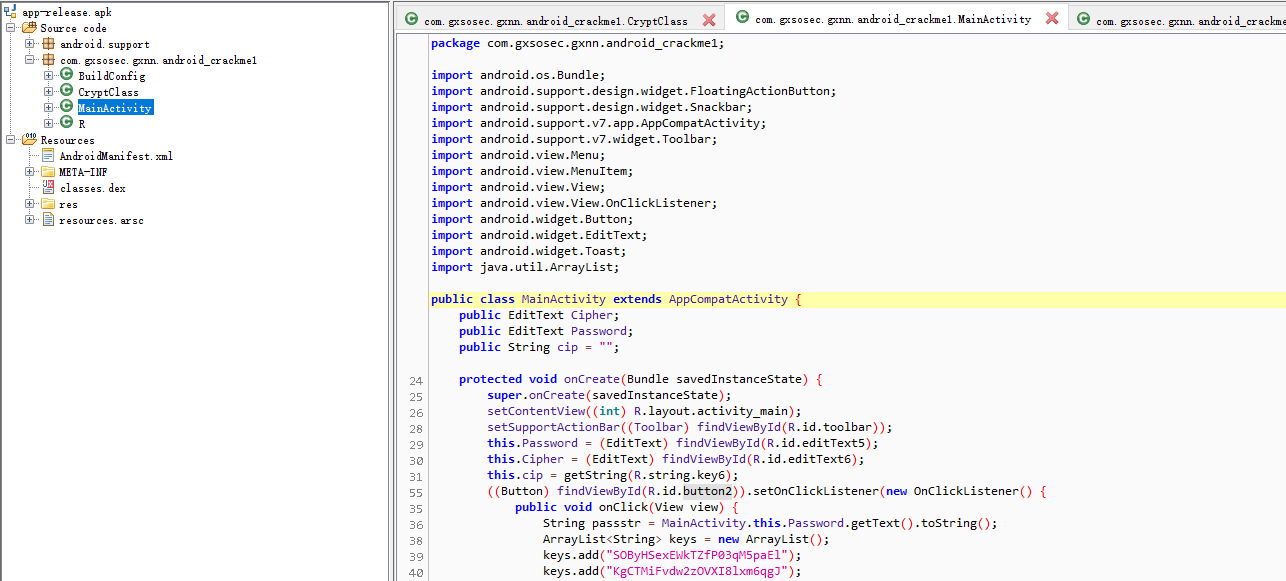 app-release.apk
Source code
android.support
com.gxsosec.gxnn.android_crackme1
BuildConfig
CryptClass
MainActivity
R
Resources
AndroidManifest.xml
META-INF
classes.dex
res
resources.arsc
com.gxsosec.gxnn.android_crackme1.CryptClass
com.gxsosec.gxnn.android_crackme1.MainActivity
com.gxsosec.gxnn.android_crackme
package com.gxsosec.gxnn.android_crackme1;
import android.os.Bundle;
import android.support.design.widget.FloatingActionButton;
import android.support.design.widget.Snackbar;
import android.support.v7.app.AppCompatActivity;
import android.support.v7.widget.Toolbar;
import android.view.Menu;
import android.view.MenuItem;
import android.view.View;
import android.view.View.OnClickListener;
import android.widget.Button;
import android.widget.EditText;
import android.widget.Toast;
import java.util.ArrayList;
public class MainActivity extends AppCompatActivity {
public EditText Cipher;
public EditText Password;
public String cip = "";
24 protected void onCreate(Bundle savedInstanceState) {
25 super.onCreate(savedInstanceState);
26 setContentView((int) R.layout.activity_main);
28 setSupportActionBar((Toolbar) findViewById(R.id.toolbar));
29 this.Password = (EditText) findViewById(R.id.editText5);
30 this.Cipher = (EditText) findViewById(R.id.editText6);
31 this.cip = getString(R.string.key6);
55 ((Button) findViewById(R.id.button2)).setOnClickListener(new OnClickListener() {
35 public void onClick(View view) {
36 String passstr = MainActivity.this.Password.getText().toString();
38 ArrayList<String> keys = new ArrayList();
39 keys.add("SOByHSexEWkTZfP03qM5paEl");
40 keys.add("KgCTMiFvdw2zOVXI8lxm6qgJ");